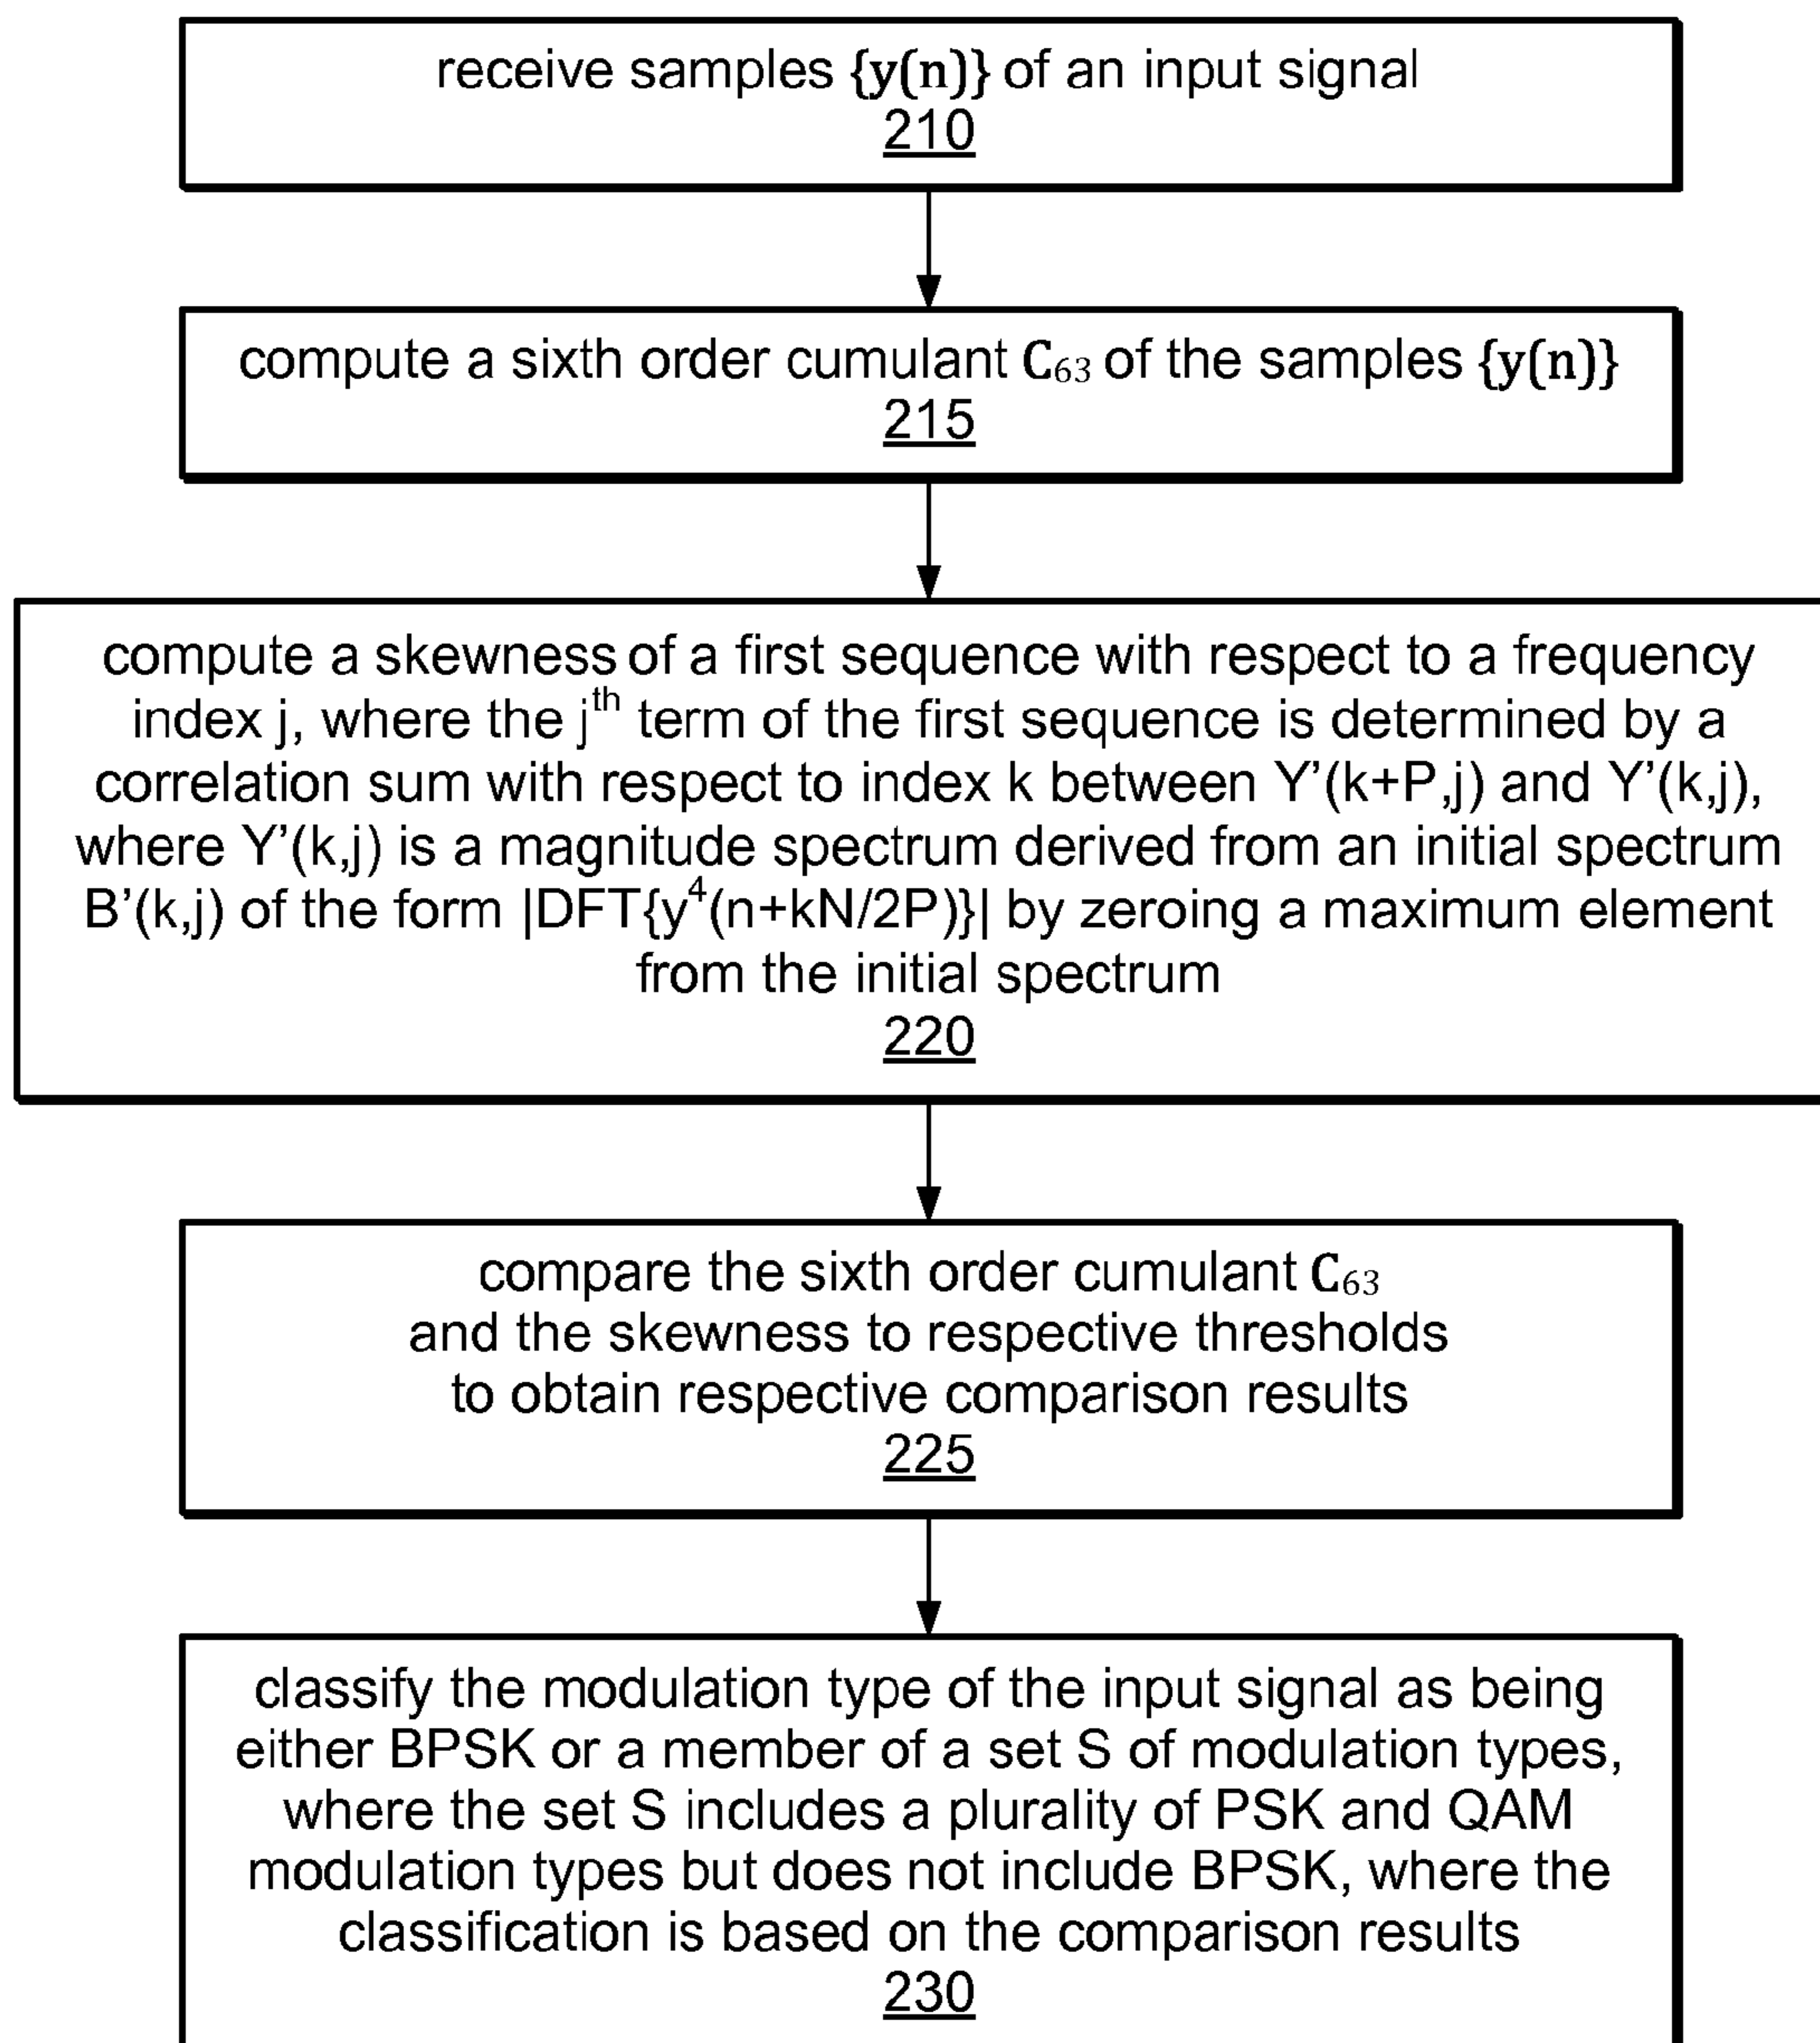 receive samples {y(n)} of an input signal
210
compute a sixth order cumulant C₆₃ of the samples {y(n)}
215
compute a skewness of a first sequence with respect to a frequency
index j, where the jᵗʰ term of the first sequence is determined by a
correlation sum with respect to index k between Y’(k+P,j) and Y’(k,j),
where Y’(k,j) is a magnitude spectrum derived from an initial spectrum
B’(k,j) of the form |DFT{y⁴(n+kN/2P)}| by zeroing a maximum element
from the initial spectrum
220
compare the sixth order cumulant C₆₃
and the skewness to respective thresholds
to obtain respective comparison results
225
classify the modulation type of the input signal as being
either BPSK or a member of a set S of modulation types,
where the set S includes a plurality of PSK and QAM
modulation types but does not include BPSK, where the
classification is based on the comparison results
230